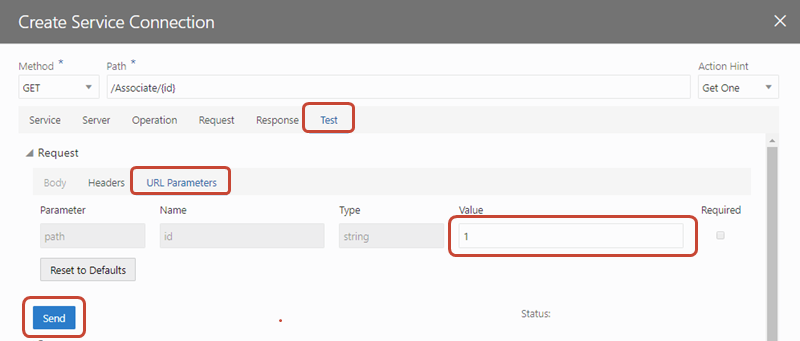 Create Service Connection
Method * Path * Action Hint
GET /Associate/{id} Get One
Service Server Operation Request Response Test
Request
Body Headers URL Parameters
Parameter Name Type Value Required
path id string 1
Reset to Defaults
Send Status: